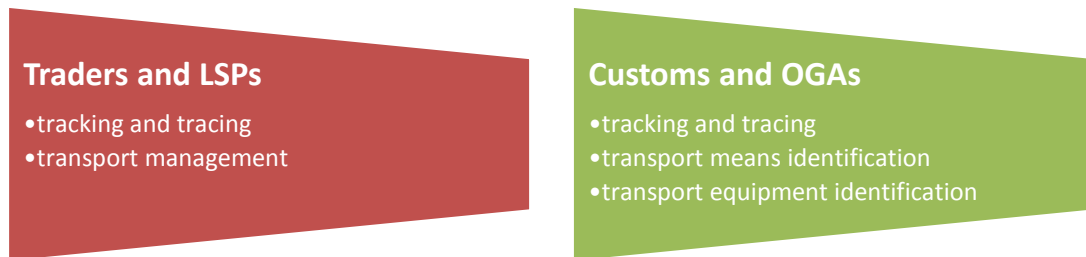 Traders and LSPs
•tracking and tracing
•transport management
Customs and OGAs
•tracking and tracing
•transport means identification
•transport equipment identification